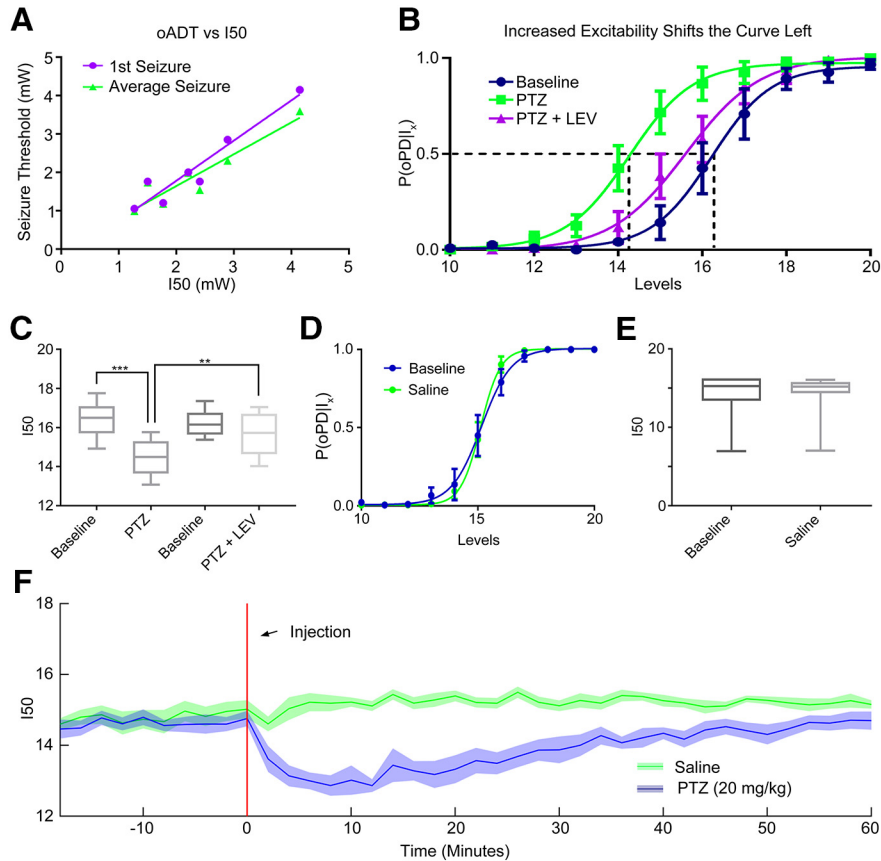 A
oADT vs I50
1st Seizure
Average Seizure
Seizure Threshold (mW)
5
4
3
2
1
0
0 1 2 3 4 5
I50 (mW)
B
Increased Excitability Shifts the Curve Left
Baseline
PTZ
PTZ + LEV
P(oPD|Ix)
1.0
0.5
0.0
10 12 14 16 18 20
Levels
C
I50
20
18
16
14
12
***
**
Baseline PTZ Baseline PTZ + LEV
D
Baseline
Saline
P(oPD|Ix)
1.0
0.5
0.0
10 15 20
Levels
E
I50
20
10
0
Baseline Saline
F
I50
18
16
14
12
Injection
Saline
PTZ (20 mg/kg)
-10 0 10 20 30 40 50 60
Time (Minutes)